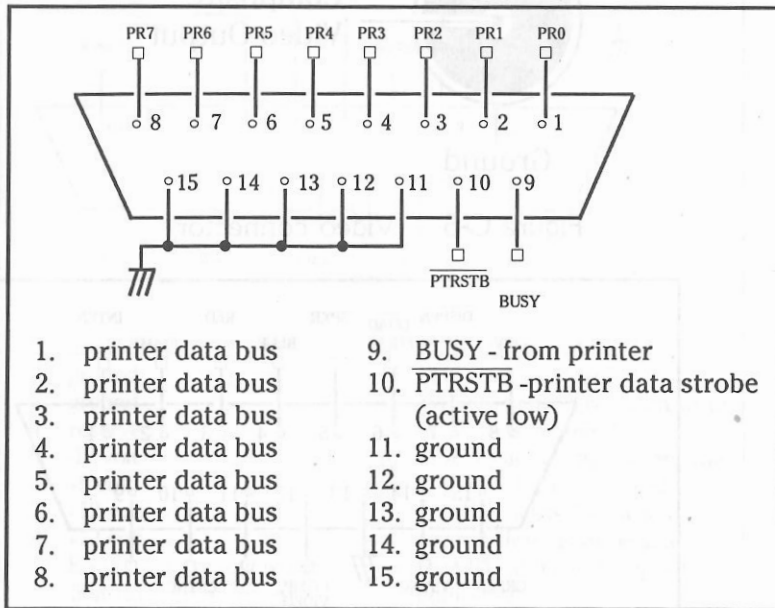 PR7 PR6 PR5 PR4 PR3 PR2 PR1 PR0
8 7 6 5 4 3 2 1
15 14 13 12 11 10 9
PTRSTB
BUSY
1. printer data bus
2. printer data bus
3. printer data bus
4. printer data bus
5. printer data bus
6. printer data bus
7. printer data bus
8. printer data bus
9. BUSY - from printer
10. PTRSTB -printer data strobe
(active low)
11. ground
12. ground
13. ground
14. ground
15. ground